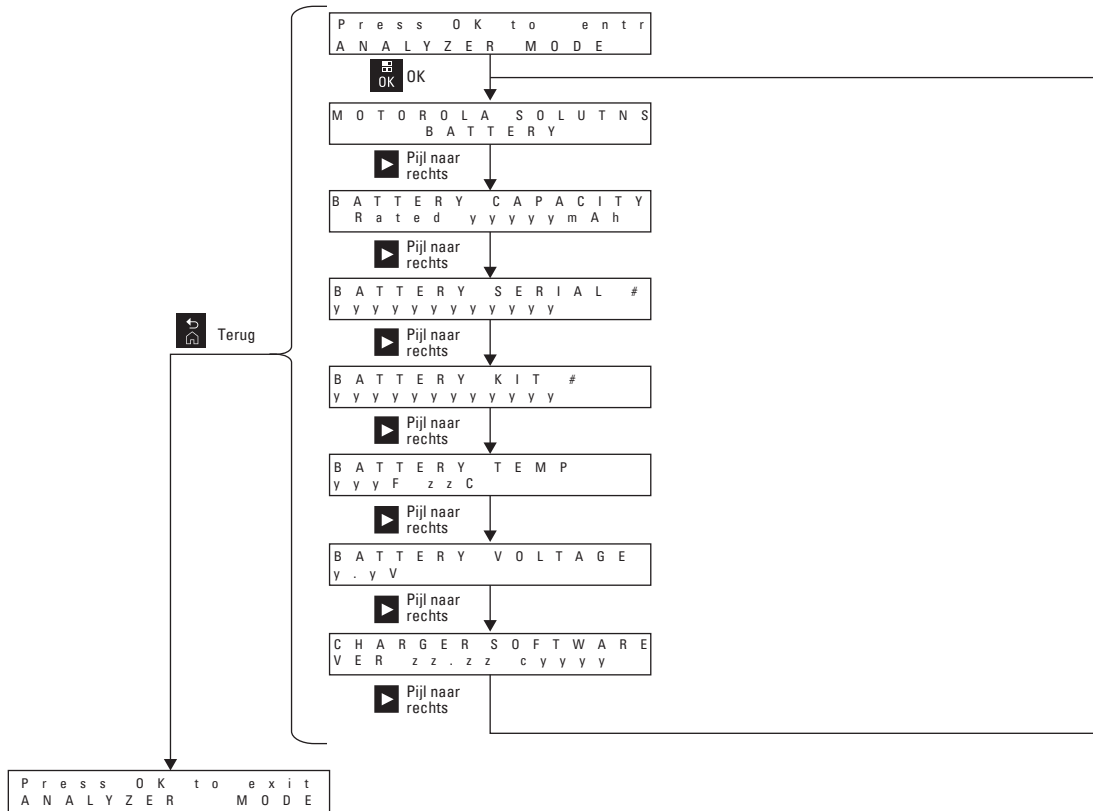 Press OK to entr
ANALYZER MODE
OK OK
MOTOROLA SOLUTNS
BATTERY
Pijl naar
rechts
BATTERY CAPACITY
Rated yyyyymAh
Pijl naar
rechts
BATTERY SERIAL #
yyyyyyyyyyyyy
Pijl naar
rechts
Terug
BATTERY KIT #
yyyyyyyyyyyyy
Pijl naar
rechts
BATTERY TEMP
yyyF zzC
Pijl naar
rechts
BATTERY VOLTAGE
y.yV
Pijl naar
rechts
CHARGER SOFTWARE
VER zz.zz cyyyy
Pijl naar
rechts
Press OK to exit
ANALYZER MODE